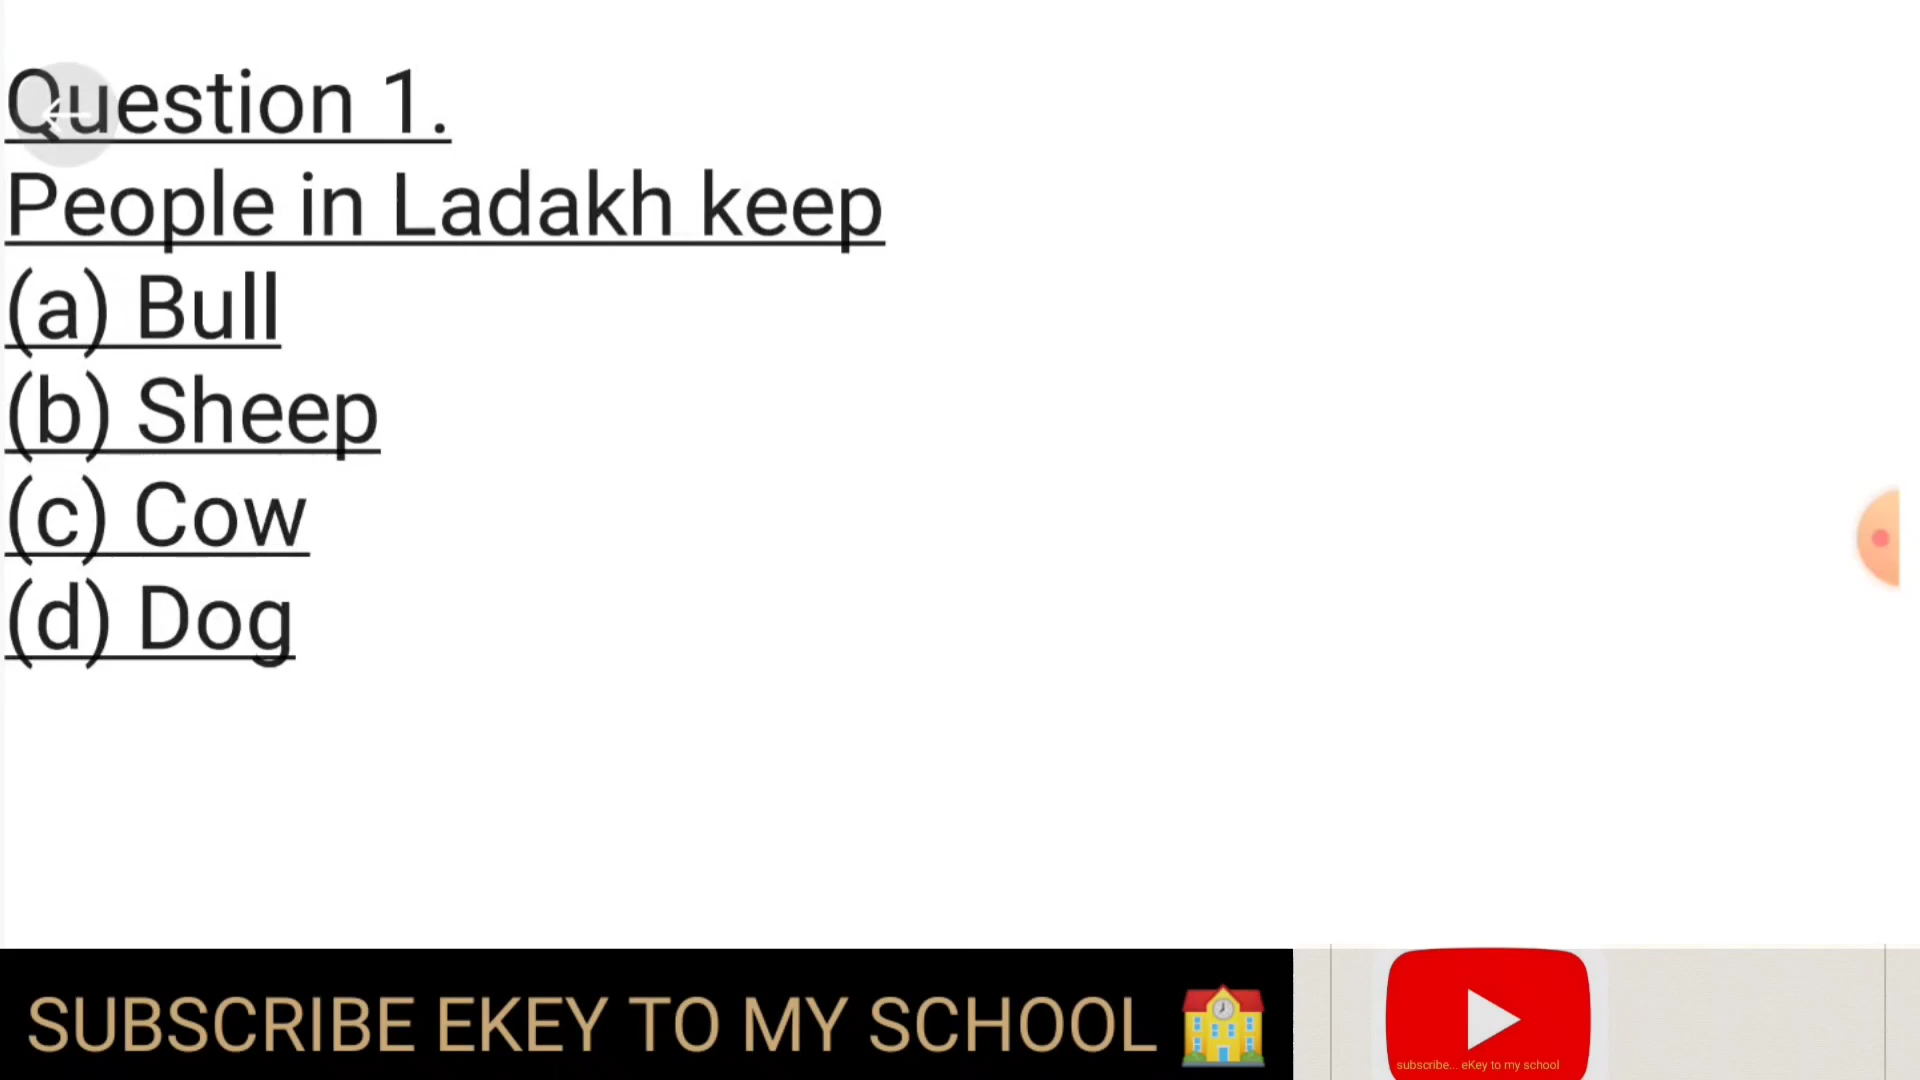 Question 1.
People in Ladakh keep
(a) Bull
(b) Sheep
(c) Cow
(d) Dog
SUBSCRIBE EKEY TO MY SCHOOL
subscribe... eKey to my school